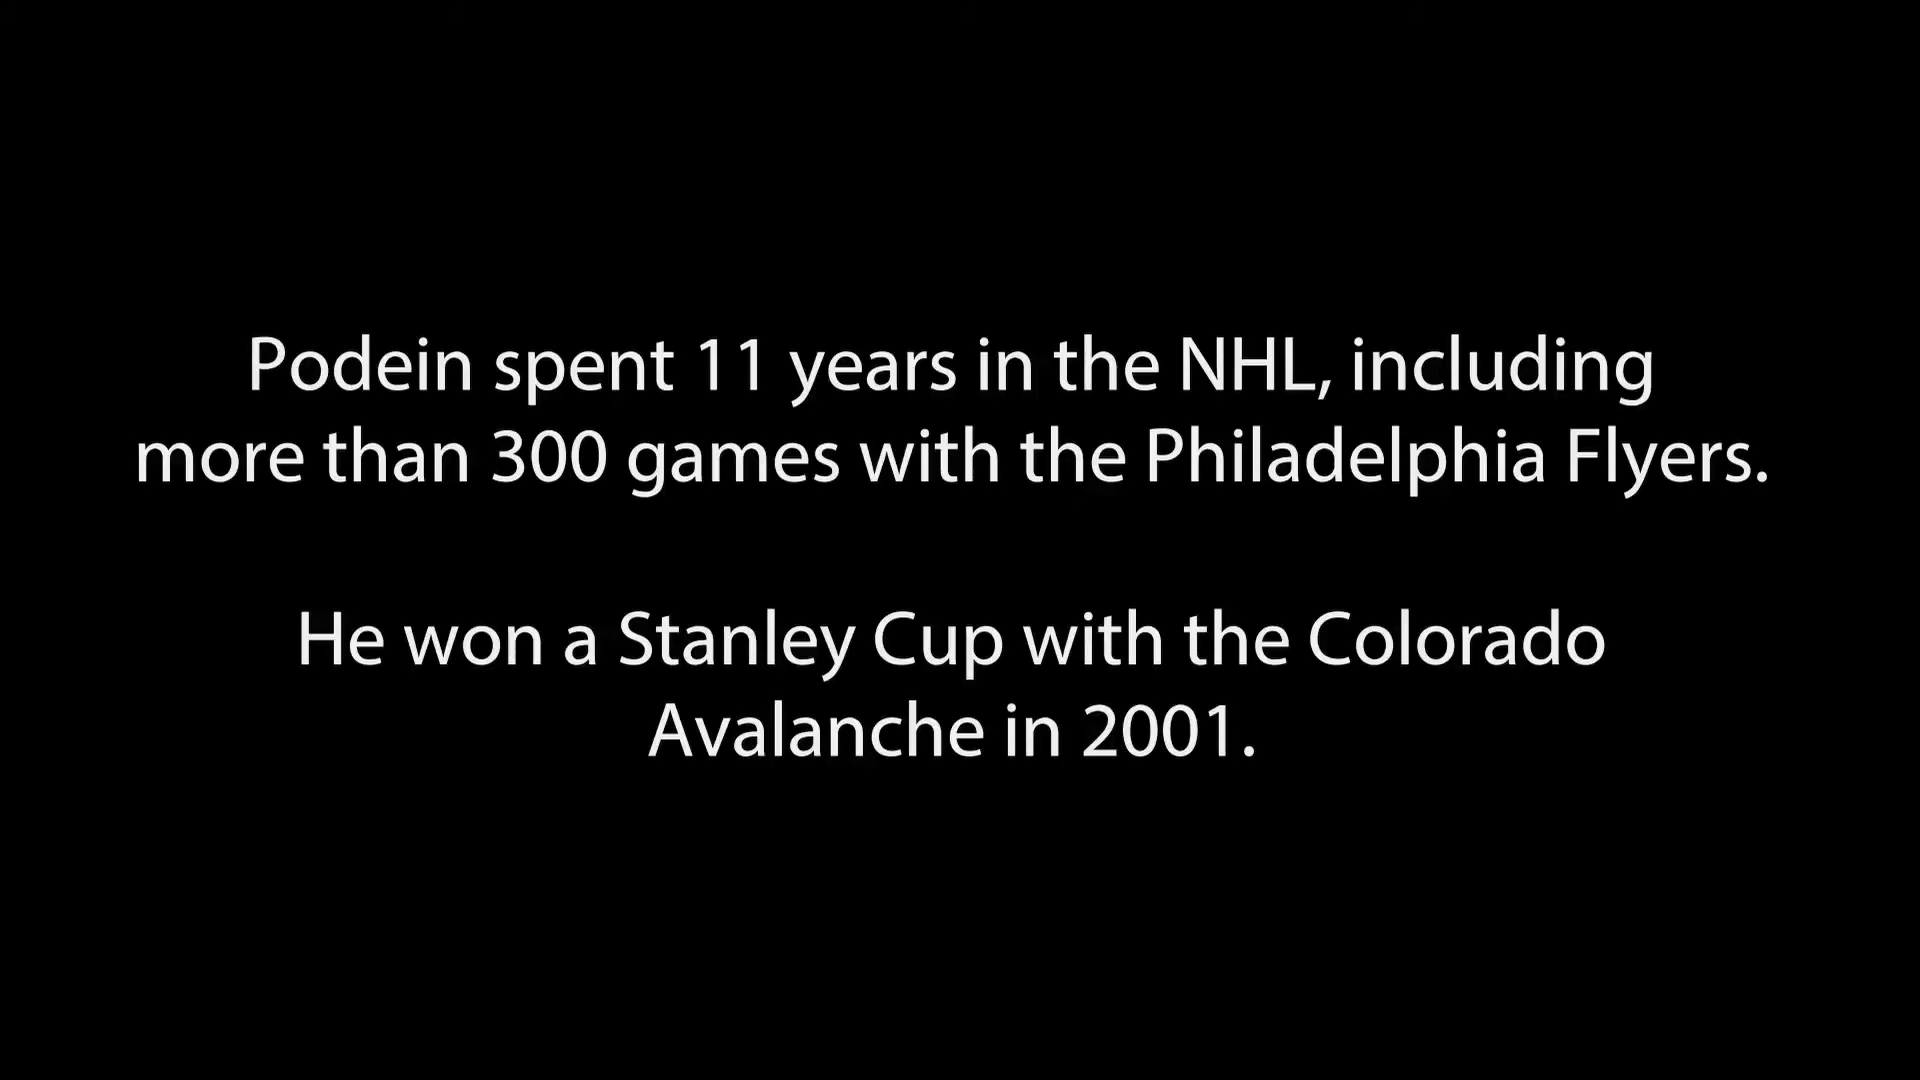 Podein spent 11 years in the NHL, including
more than 300 games with the Philadelphia Flyers.
He won a Stanley Cup with the Colorado
Avalanche in 2001.